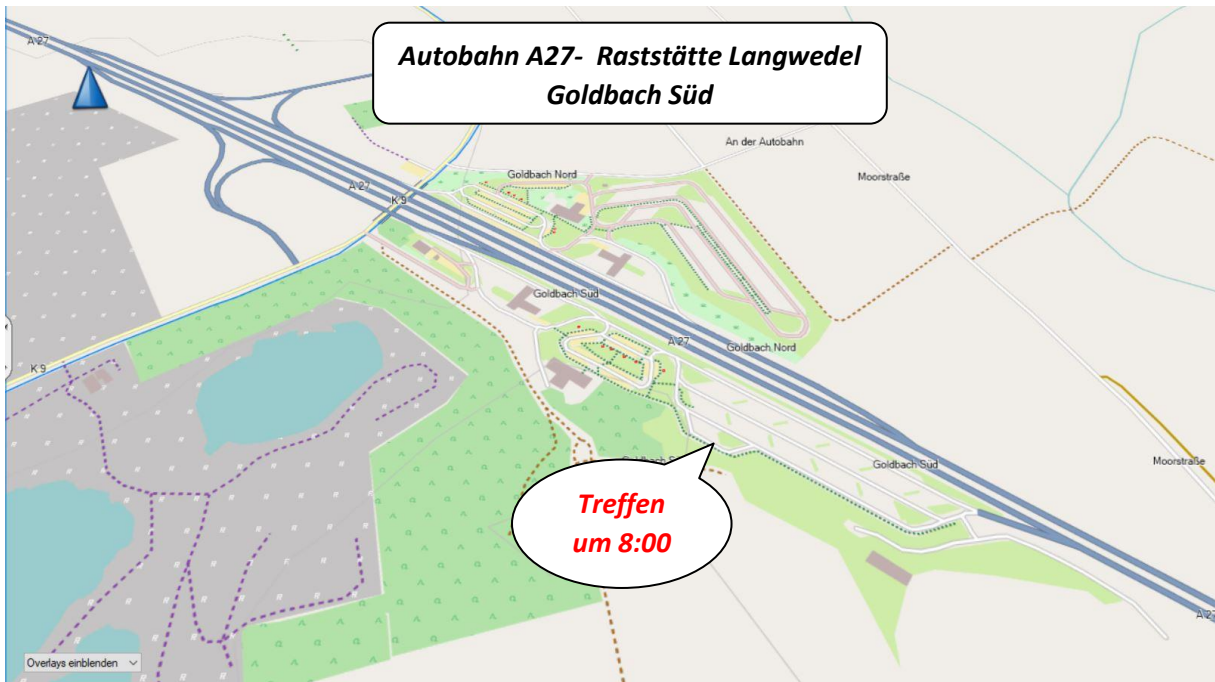 A 27
Autobahn A27- Raststätte Langwedel
Goldbach Süd
An der Autobahn
Goldbach Nord
Moorstraße
A 27
K 9
Goldbach Süd
A 27
Goldbach Nord
K 9
Goldbach Süd
Moorstraße
Treffen
um 8:00
A 27
Overlays einblenden